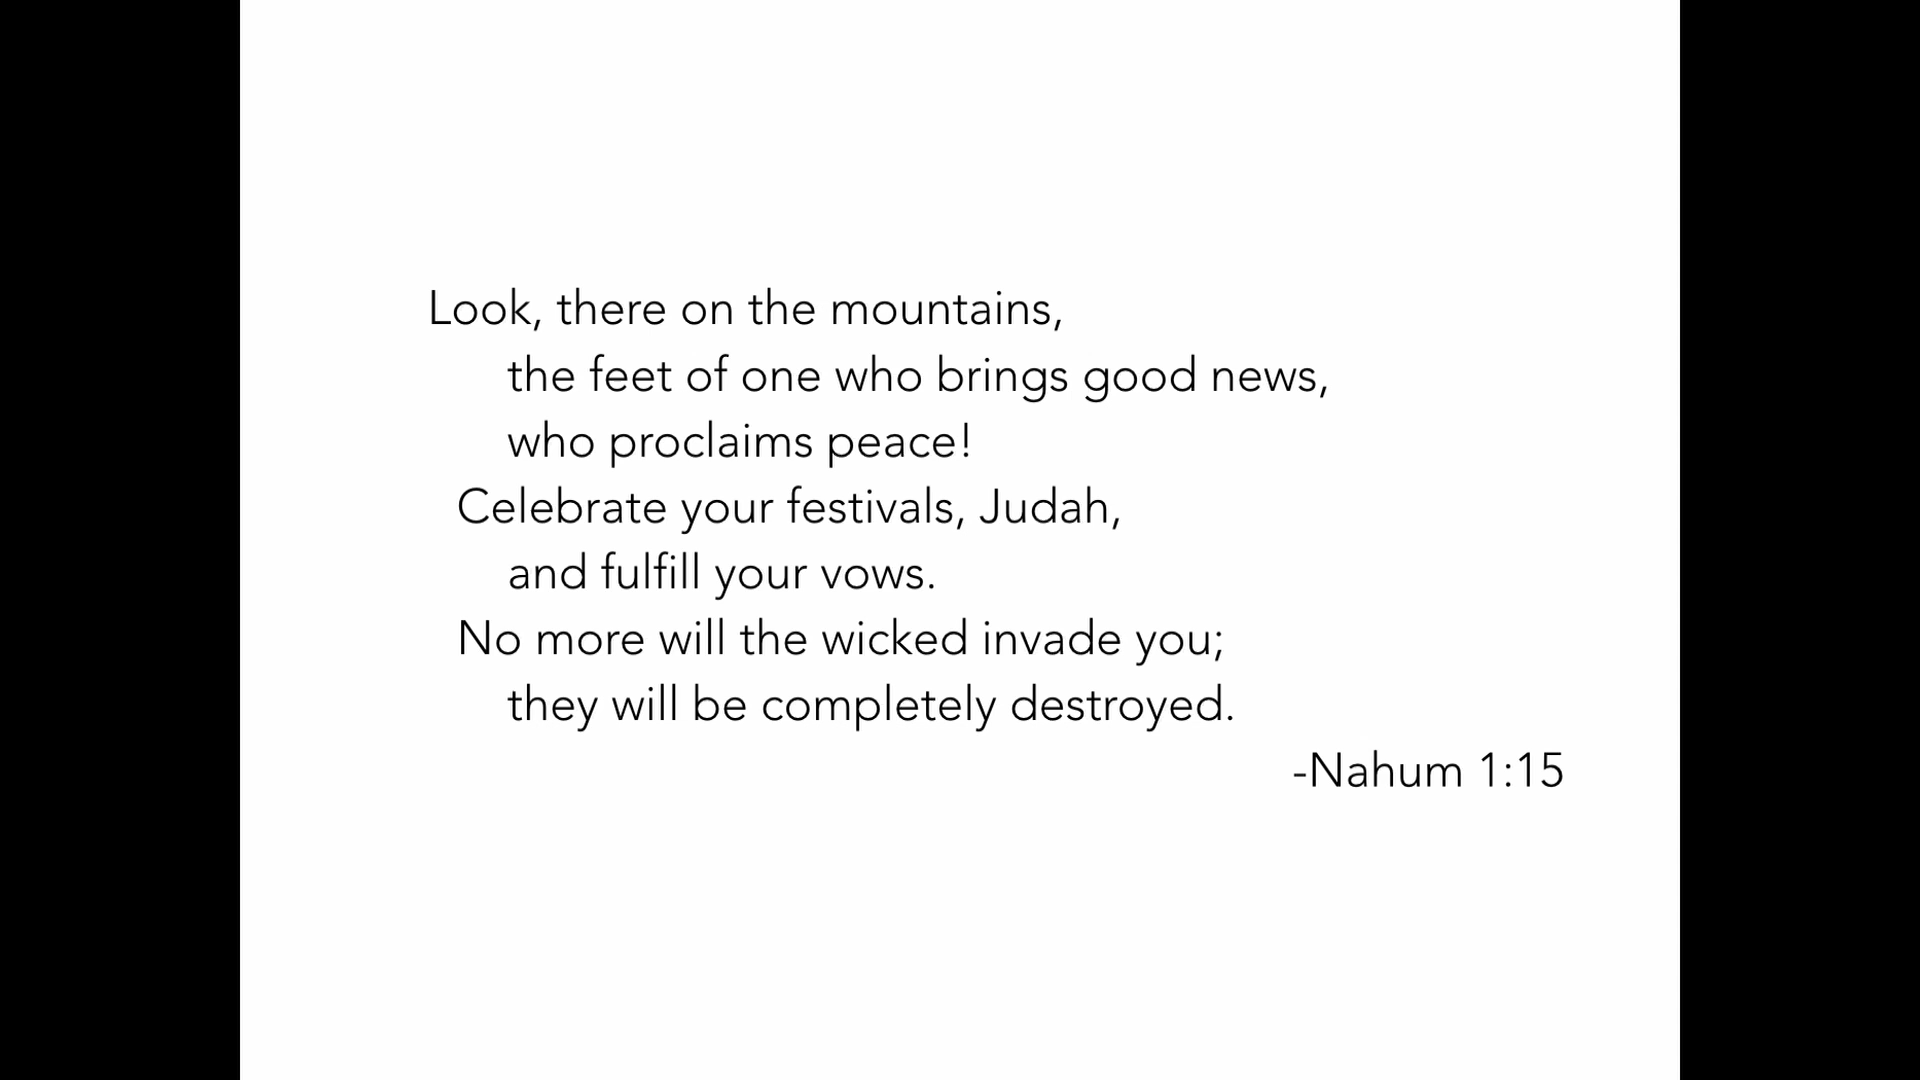 Look, there on the mountains,
the feet of one who brings good news,
who proclaims peace!
Celebrate your festivals, Judah,
and fulfill your vows.
No more will the wicked invade you;
they will be completely destroyed.
-Nahum 1:15